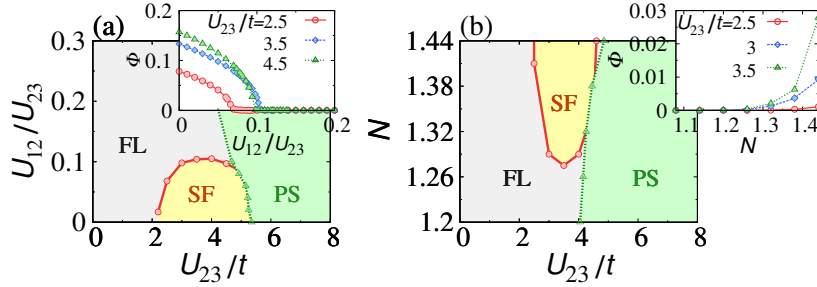 (a)
U23/t=2.5
3.5
4.5
Φ
0.1
0
0 0.1 0.2
U12/U23
U12/U23
0.3
0.2
0.1
0
FL
SF
PS
0 2 4 6 8
U23/t
(b)
U23/t=2.5
3
3.5
Φ
0.03
0.02
0.01
0
1.1 1.2 1.3 1.4
N
N
1.44
1.38
1.32
1.26
1.2
SF
FL
PS
0 2 4 6 8
U23/t